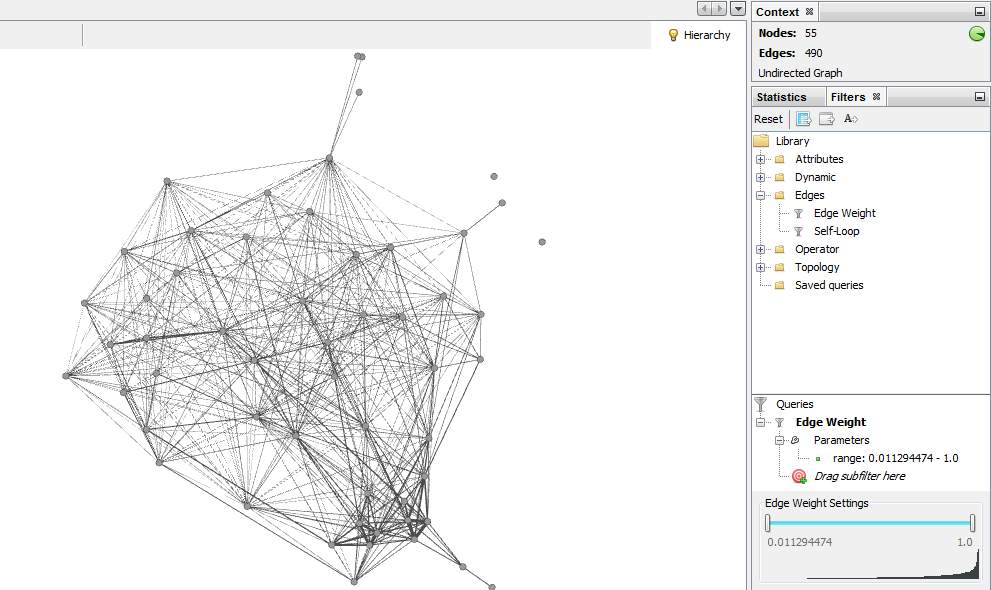 Hierarchy
Context
Nodes: 55
Edges: 490
Undirected Graph
Statistics Filters
Reset A
Library
Attributes
Dynamic
Edges
Edge Weight
Self-Loop
Operator
Topology
Saved queries
Queries
Edge Weight
Parameters
range: 0.011294474 - 1.0
Drag subfilter here
Edge Weight Settings
0.011294474 1.0